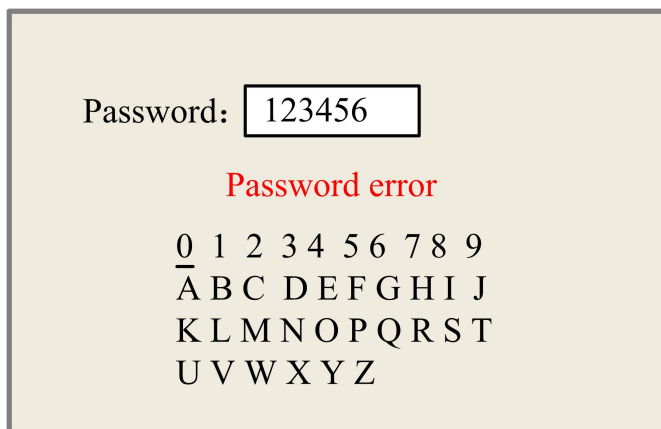 Password： 123456
Password error
0 1 2 3 4 5 6 7 8 9
A B C D E F G H I J
K L M N O P Q R S T
U V W X Y Z